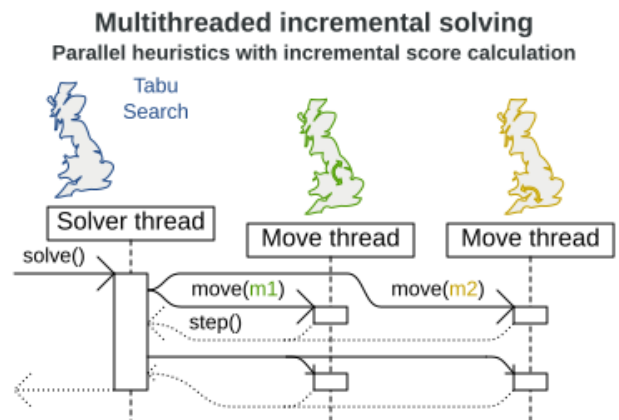 Multithreaded incremental solving
Parallel heuristics with incremental score calculation
Tabu
Search
Solver thread
Move thread
Move thread
solve()
move(m1)
move(m2)
step()